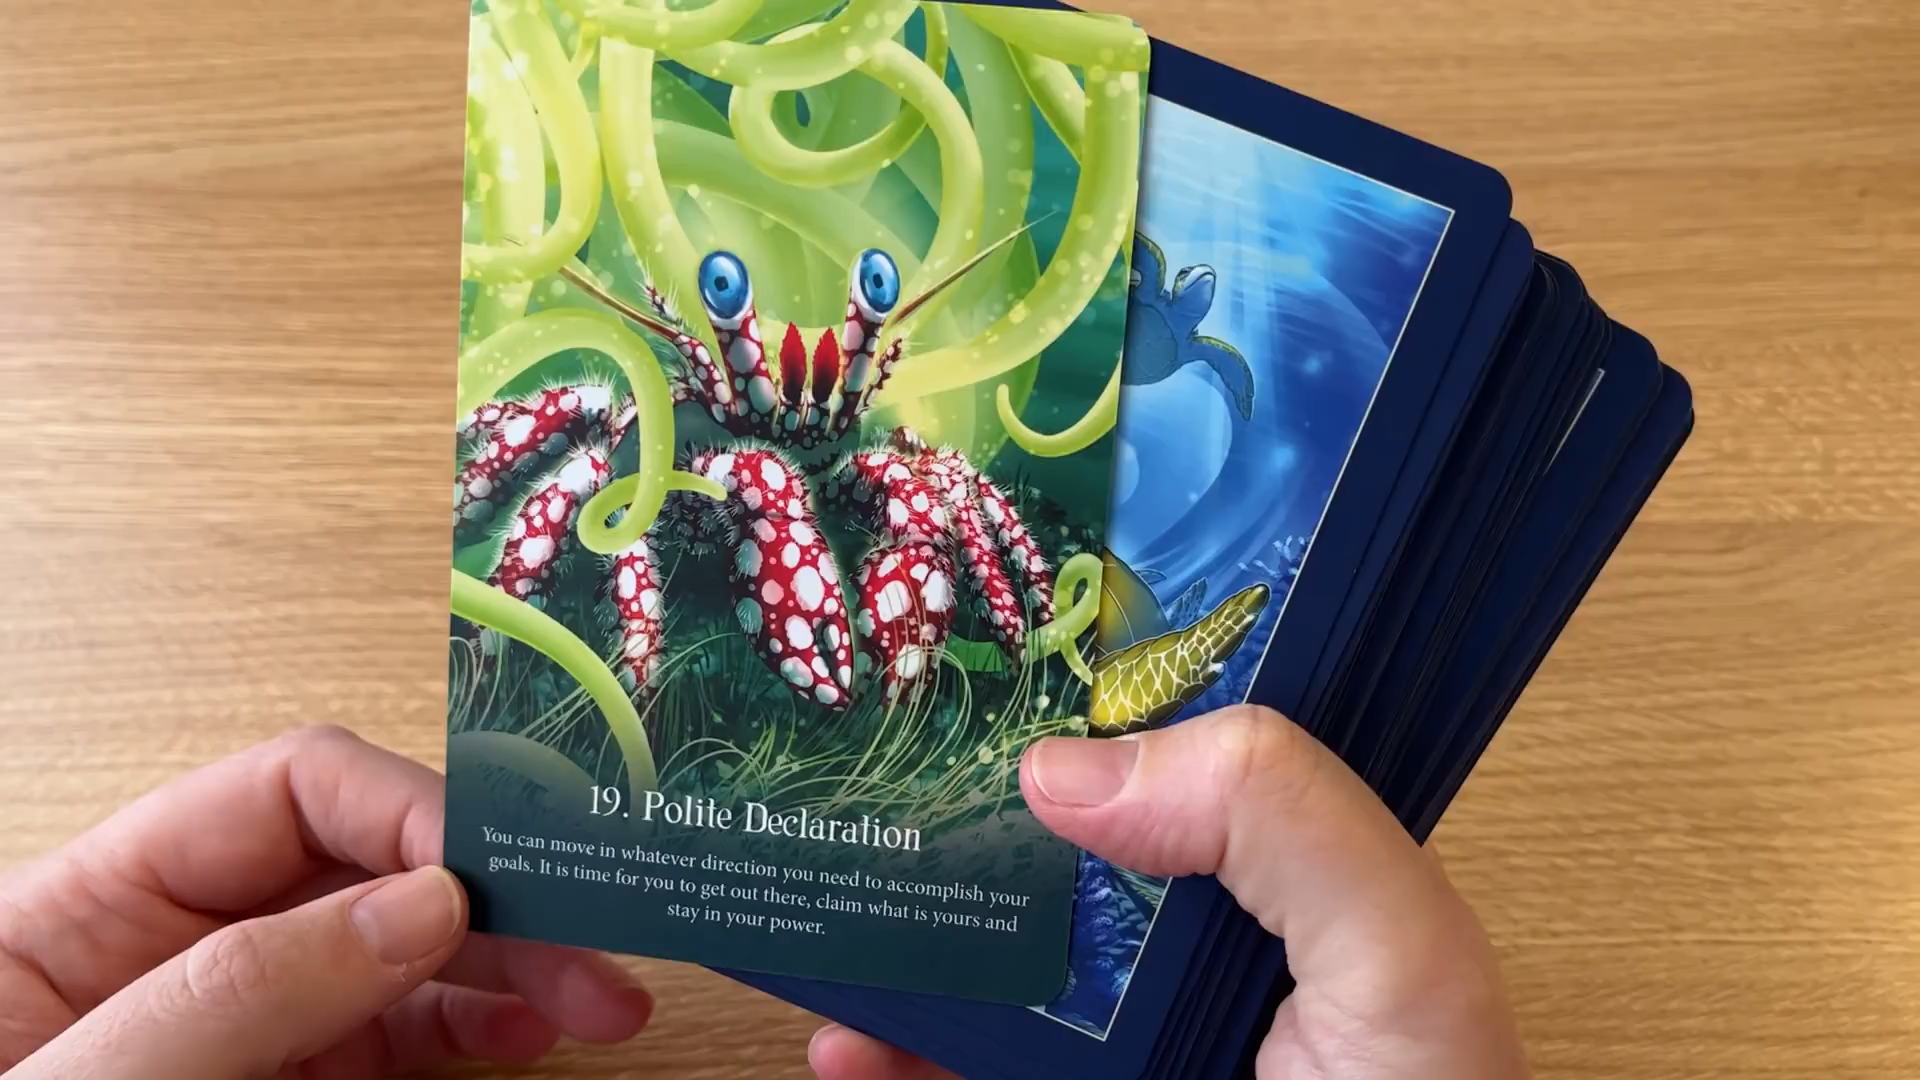 19. Polite Declaration
You can move in whatever direction you need to accomplish your
goals. It is time for you to get out there, claim what is yours and
stay in your power.